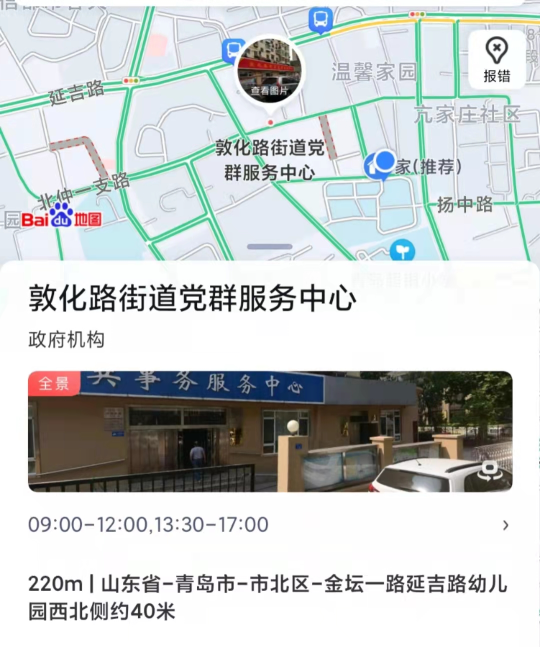 查看图片
温馨家园
报错
延吉路
亢家庄社区
敦化路街道党
群服务中心
家(推荐)
北仲一支路
扬中路
园
Bai du 地图
敦化路街道党群服务中心
政府机构
全景
共事务服务中心
09:00-12:00,13:30-17:00
220m | 山东省-青岛市-市北区-金坛一路延吉路幼儿
园西北侧约40米